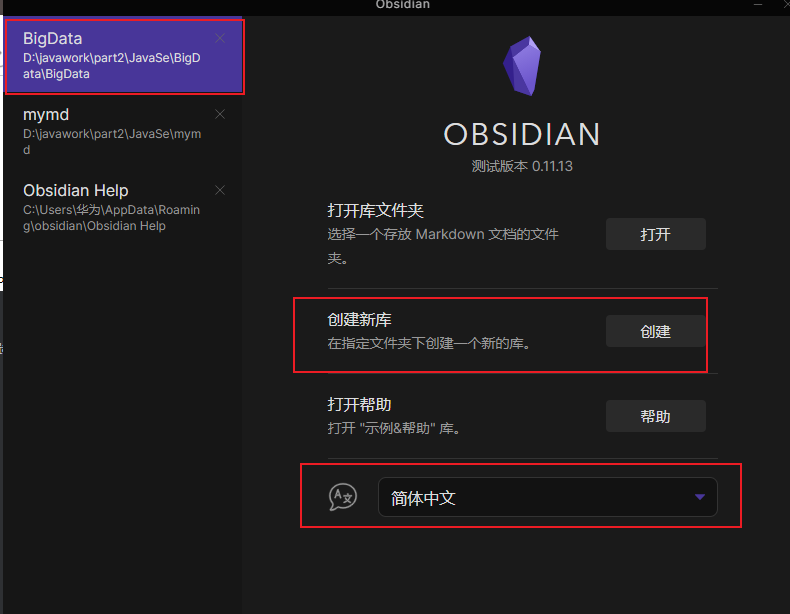 Obsidian
BigData
D:\javawork\part2\JavaSe\BigD
ata\BigData
mymd
D:\javawork\part2\JavaSe\mym
d
Obsidian Help
C:\Users\华为\AppData\Roamin
g\obsidian\Obsidian Help
OBSIDIAN
测试版本 0.11.13
打开库文件夹
选择一个存放 Markdown 文档的文件
夹。
打开
创建新库
在指定文件夹下创建一个新的库。
创建
打开帮助
打开 "示例&帮助" 库。
帮助
简体中文